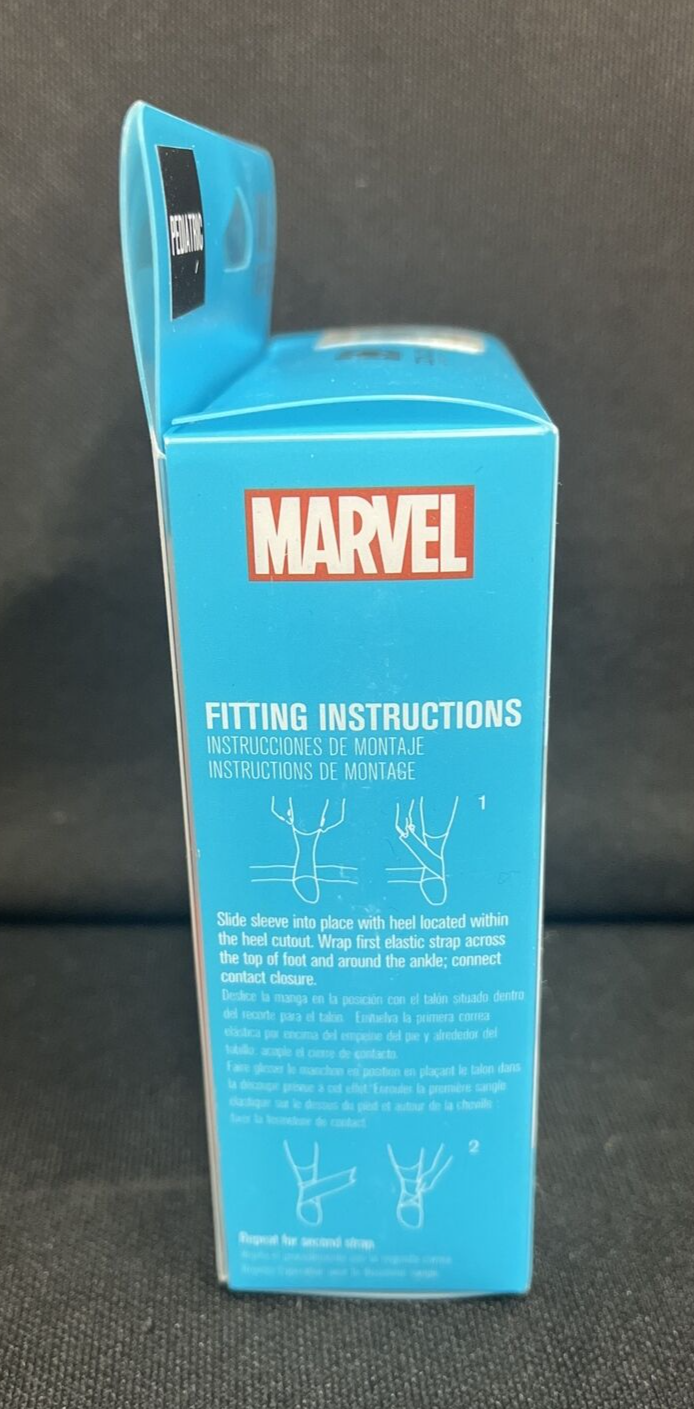 PEDIATRIC
MARVEL
FITTING INSTRUCTIONS
INSTRUCCIONES DE MONTAJE
INSTRUCTIONS DE MONTAGE
1
Slide sleeve into place with heel located within
the heel cutout. Wrap first elastic strap across
the top of foot and around the ankle; connect
contact closure.
Deslice la manga en la posición con el talón situado dentro
del recorte para el talón. Envuelva la primera correa
elástica por encima del empeine del pie y alrededor del
tobillo; acople el cierre de contacto.
Faire glisser le manchon en position en plaçant le talon dans
la découpe prévue à cet effet. Enrouler la première sangle
élastique sur le dessus du pied et autour de la cheville ;
fixer la fermeture de contact.
2
Repeat for second strap.